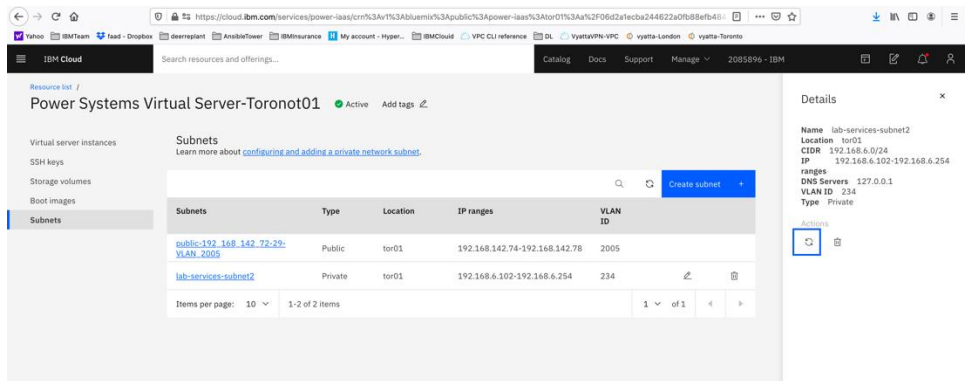 https://cloud.ibm.com/services/power-iaas/crn%3Av1%3Abluemix%3Apublic%3Apower-iaas%3Ator01%3Aa%2F06d2a1ecba244622a0fb88efb484
Yahoo IBMTeam faad - Dropbox deerreplant AnsibleTower IBMInsurance My account - Hyper... IBMClouid VPC CLI reference DL VyattaVPN-VPC vyatta-London vyatta-Toronto
IBM Cloud Search resources and offerings... Catalog Docs Support Manage 2085896 - IBM
Resource list /
Power Systems Virtual Server-Toronot01 Active Add tags
Virtual server instances
SSH keys
Storage volumes
Boot images
Subnets
Subnets
Learn more about configuring and adding a private network subnet.
Create subnet +
Subnets Type Location IP ranges VLAN
ID
public-192_168_142_72-29-
VLAN_2005 Public tor01 192.168.142.74-192.168.142.78 2005
lab-services-subnet2 Private tor01 192.168.6.102-192.168.6.254 234
Items per page: 10 1-2 of 2 items 1 of 1
Details
Name lab-services-subnet2
Location tor01
CIDR 192.168.6.0/24
IP 192.168.6.102-192.168.6.254
ranges
DNS Servers 127.0.0.1
VLAN ID 234
Type Private
Actions